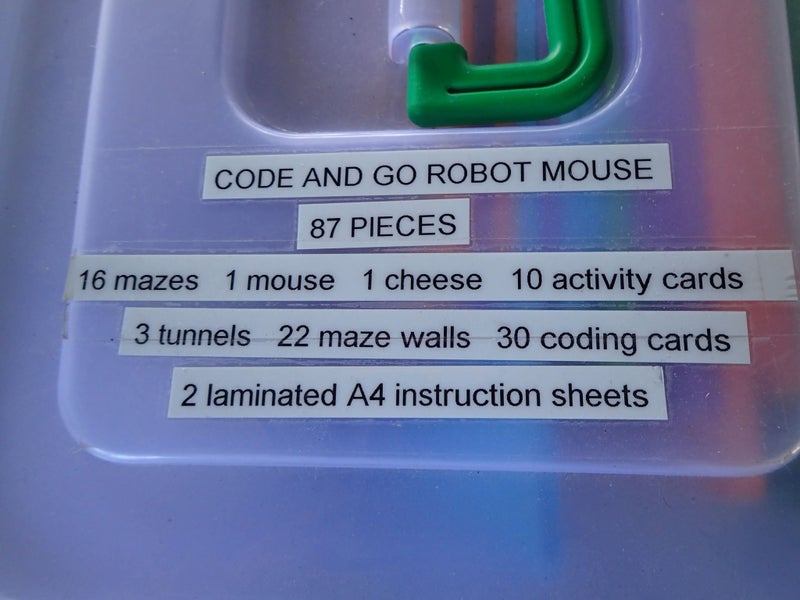 CODE AND GO ROBOT MOUSE
87 PIECES
16 mazes 1 mouse 1 cheese 10 activity cards
3 tunnels 22 maze walls 30 coding cards
2 laminated A4 instruction sheets